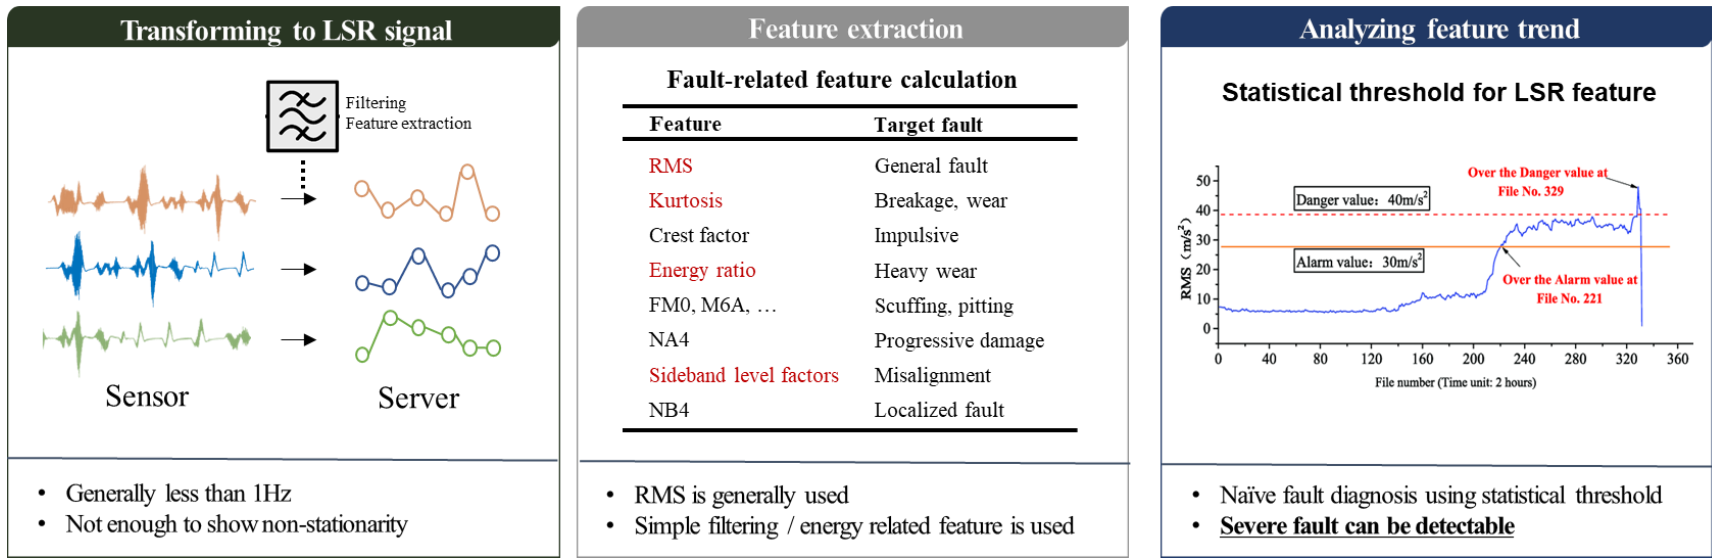 Transforming to LSR signal
Filtering
Feature extraction
Sensor
Server
• Generally less than 1Hz
• Not enough to show non-stationarity
Feature extraction
Fault-related feature calculation
Feature Target fault
RMS General fault
Kurtosis Breakage, wear
Crest factor Impulsive
Energy ratio Heavy wear
FM0, M6A, … Scuffing, pitting
NA4 Progressive damage
Sideband level factors Misalignment
NB4 Localized fault
• RMS is generally used
• Simple filtering / energy related feature is used
Analyzing feature trend
Statistical threshold for LSR feature
Over the Danger value at
File No. 329
Danger value: 40m/s²
Alarm value: 30m/s²
Over the Alarm value at
File No. 221
RMS (m/s²)
50
40
30
20
10
0
0 40 80 120 160 200 240 280 320 360
File number (Time unit: 2 hours)
• Naïve fault diagnosis using statistical threshold
• Severe fault can be detectable